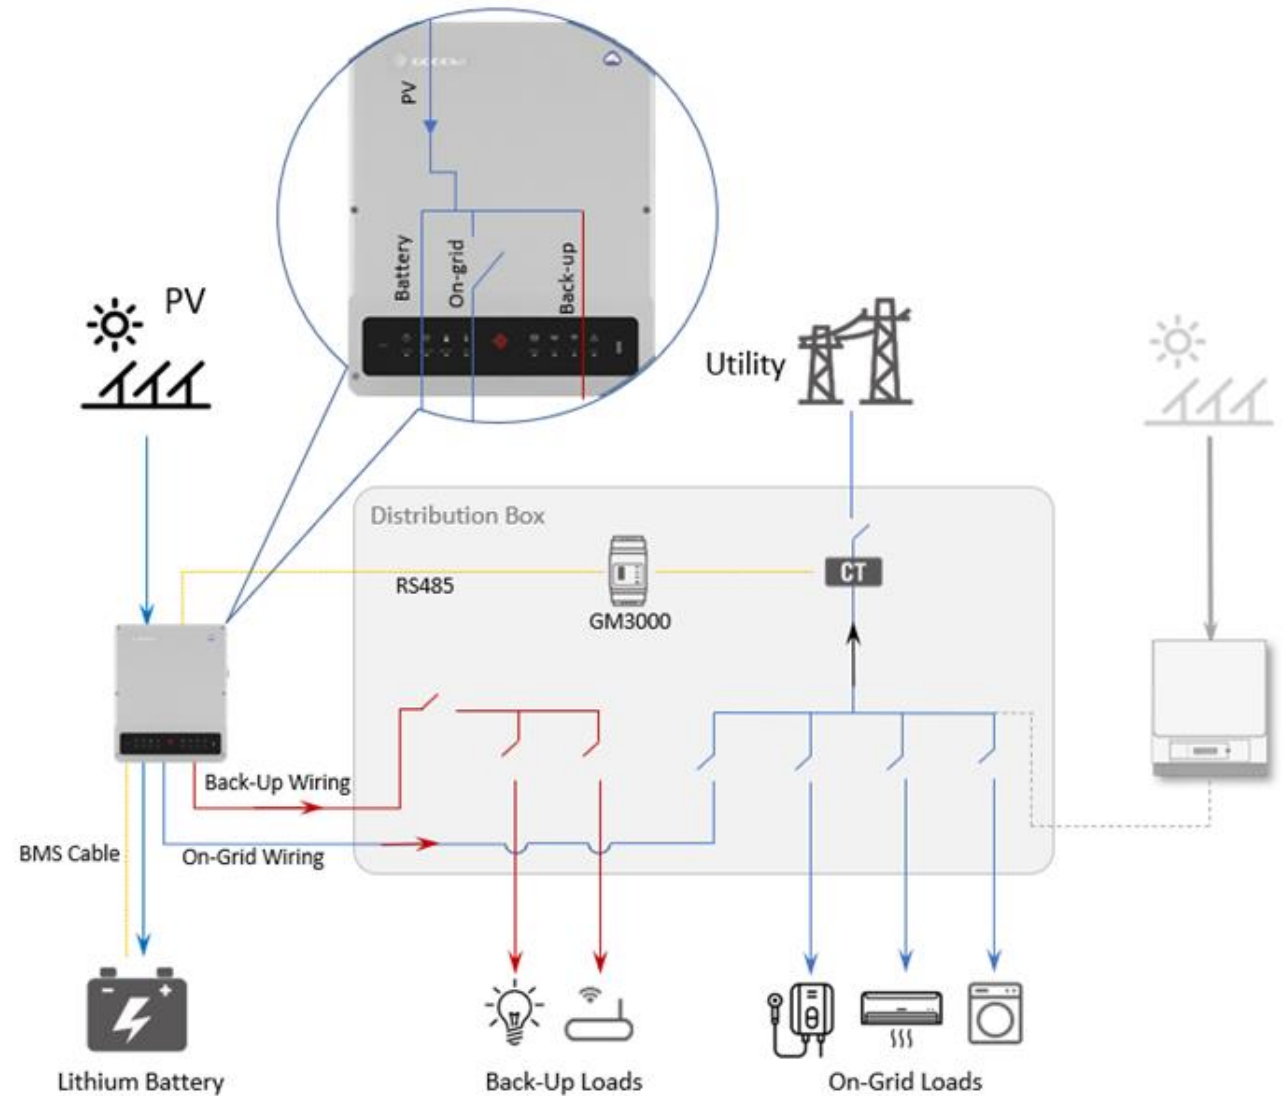 PV
Battery
On-grid
Back-up
PV
Utility
Distribution Box
CT
RS485
GM3000
Back-Up Wiring
BMS Cable
On-Grid Wiring
Lithium Battery
Back-Up Loads
On-Grid Loads